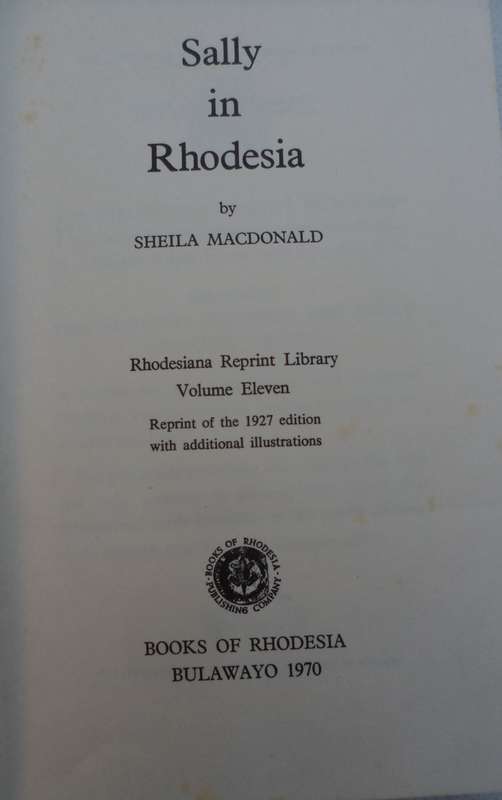 Sally
in
Rhodesia
by
SHEILA MACDONALD
Rhodesiana Reprint Library
Volume Eleven
Reprint of the 1927 edition
with additional illustrations
·BOOKS OF RHODESIA·
PUBLISHING COMPANY
BOOKS OF RHODESIA
BULAWAYO 1970